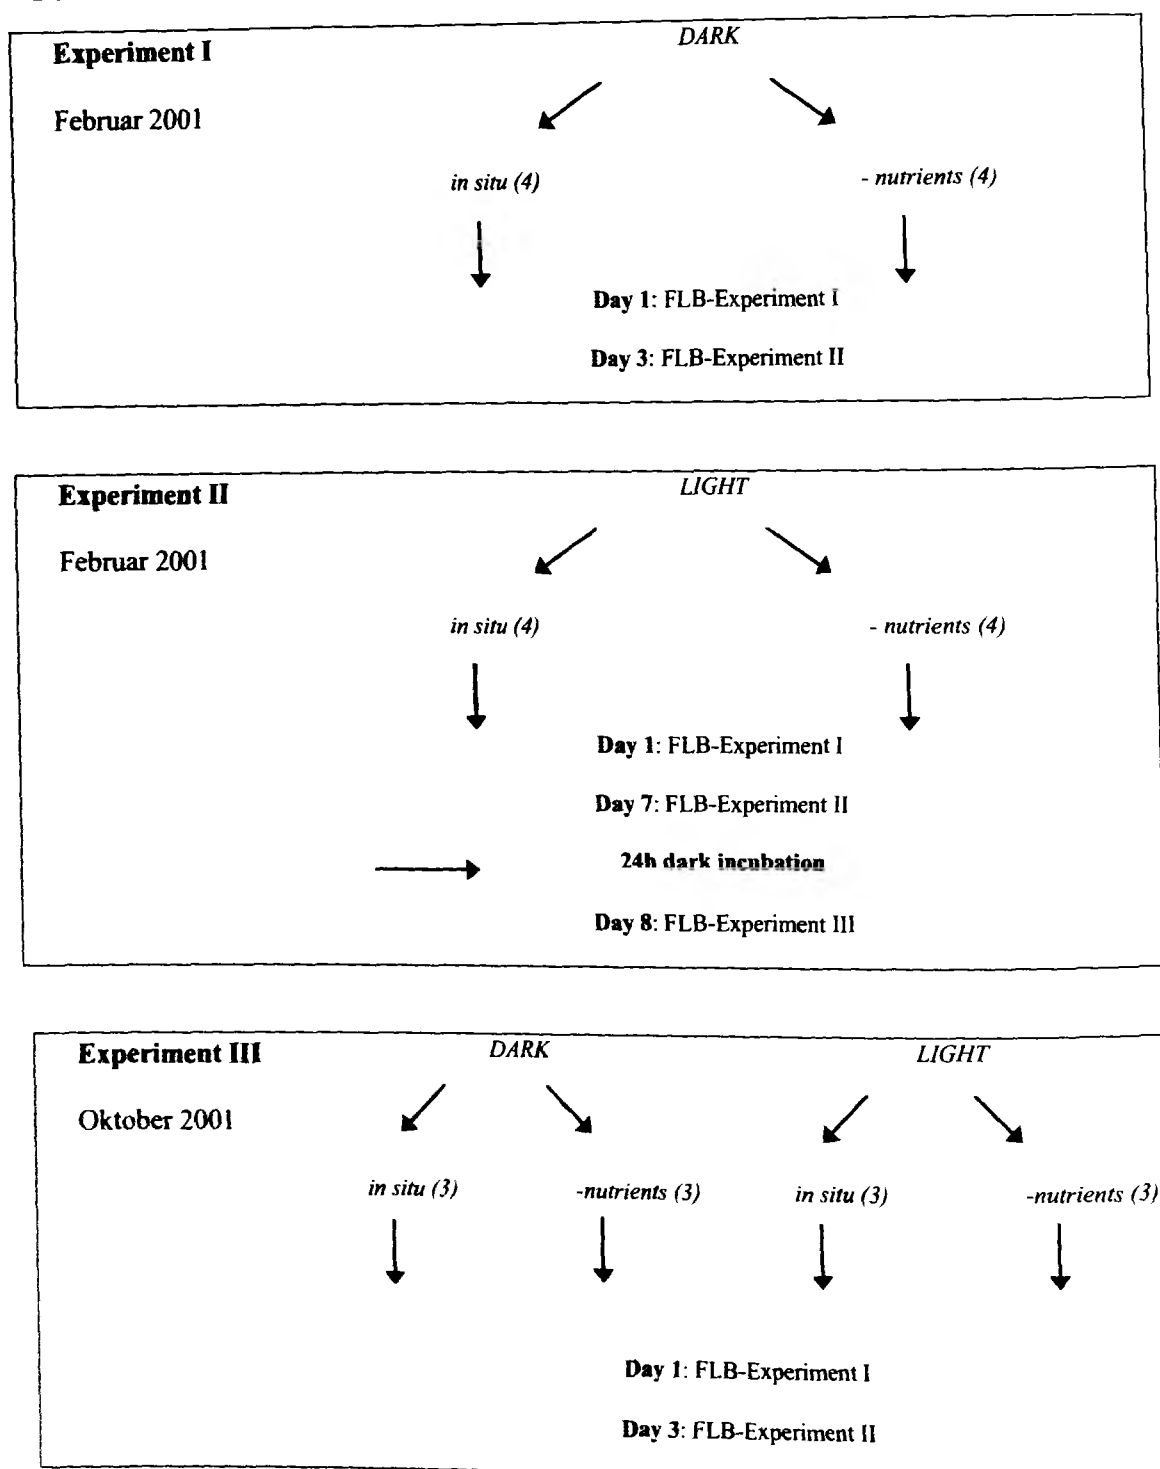 Experiment I
DARK
Februar 2001
in situ (4)
- nutrients (4)
Day 1: FLB-Experiment I
Day 3: FLB-Experiment II
Experiment II
LIGHT
Februar 2001
in situ (4)
- nutrients (4)
Day 1: FLB-Experiment I
Day 7: FLB-Experiment II
24h dark incubation
Day 8: FLB-Experiment III
Experiment III
DARK
LIGHT
Oktober 2001
in situ (3)
-nutrients (3)
in situ (3)
-nutrients (3)
Day 1: FLB-Experiment I
Day 3: FLB-Experiment II